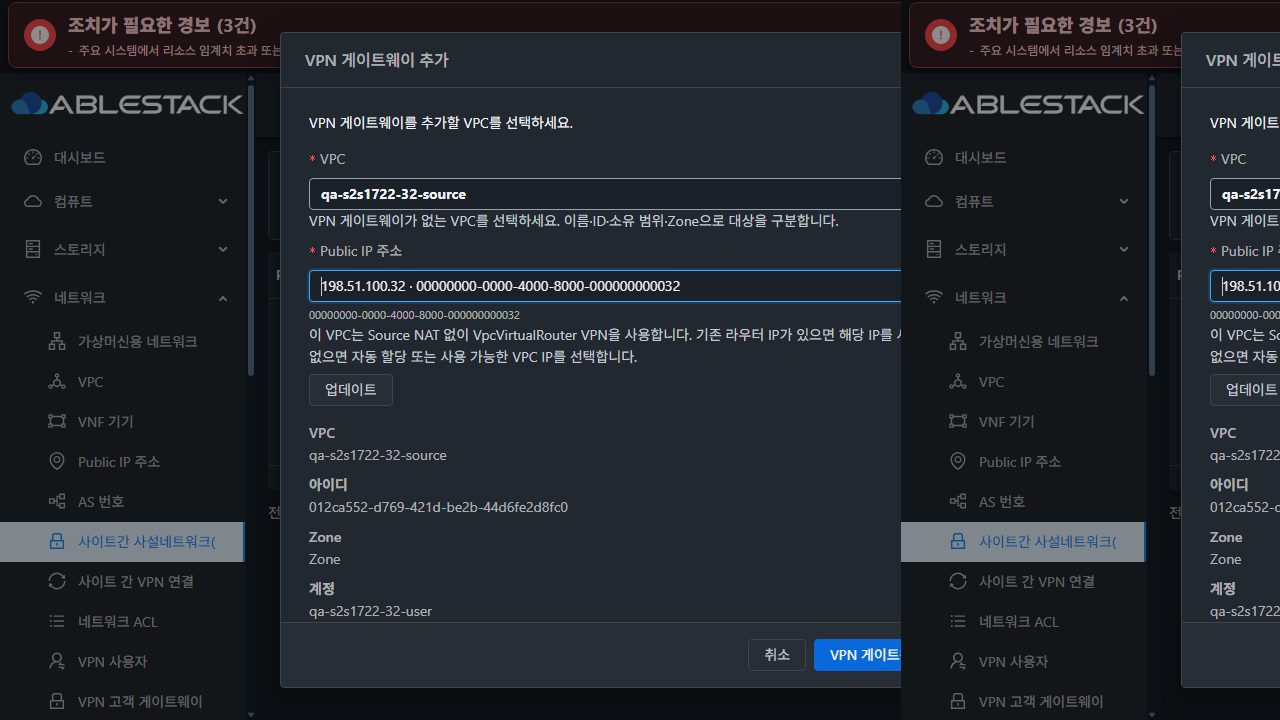 조치가 필요한 경보 (3건)
- 주요 시스템에서 리소스 임계치 초과 또는
ABLESTACK
대시보드
컴퓨트
스토리지
네트워크
가상머신용 네트워크
VPC
VNF 기기
Public IP 주소
AS 번호
사이트간 사설네트워크(
사이트 간 VPN 연결
네트워크 ACL
VPN 사용자
VPN 고객 게이트웨이
VPN 게이트웨이 추가
VPN 게이트웨이를 추가할 VPC를 선택하세요.
* VPC
qa-s2s1722-32-source
VPN 게이트웨이가 없는 VPC를 선택하세요. 이름·ID·소유 범위·Zone으로 대상을 구분합니다.
* Public IP 주소
198.51.100.32 · 00000000-0000-4000-8000-000000000032
00000000-0000-4000-8000-000000000032
이 VPC는 Source NAT 없이 VpcVirtualRouter VPN을 사용합니다. 기존 라우터 IP가 있으면 해당 IP를
없으면 자동 할당 또는 사용 가능한 VPC IP를 선택합니다.
업데이트
VPC
qa-s2s1722-32-source
아이디
012ca552-d769-421d-be2b-44d6fe2d8fc0
Zone
Zone
계정
qa-s2s1722-32-user
취소
VPN 게이트
조치가 필요한 경보 (3건)
- 주요 시스템에서 리소스 임계치 초과 또는
ABLESTACK
대시보드
컴퓨트
스토리지
네트워크
가상머신용 네트워크
VPC
VNF 기기
Public IP 주소
AS 번호
사이트간 사설네트워크(
사이트 간 VPN 연결
네트워크 ACL
VPN 사용자
VPN 고객 게이트웨이
VPN 게이트
VPN 게이트
* VPC
qa-s17
VPN 게이트
* Public IP
198.51.10
00000000-000
이 VPC는
없으면 자동
업데이트
VPC
qa-s2s1722
아이디
012ca552-
Zone
Zone
계정
qa-s2s1722